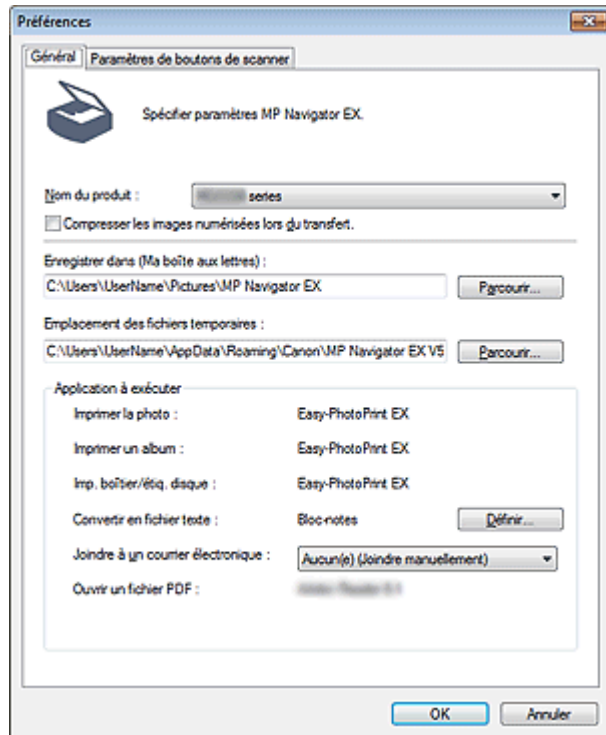 Préférences
Général
Paramètres de boutons de scanner
Spécifier paramètres MP Navigator EX.
Nom du produit :
series
Compresser les images numérisées lors du transfert.
Enregistrer dans (Ma boîte aux lettres) :
C:\Users\UserName\Pictures\MP Navigator EX
Parcourir...
Emplacement des fichiers temporaires :
C:\Users\UserName\AppData\Roaming\Canon\MP Navigator EX V5
Parcourir...
Application à exécuter
Imprimer la photo : Easy-PhotoPrint EX
Imprimer un album : Easy-PhotoPrint EX
Imp. boîtier/étiq. disque : Easy-PhotoPrint EX
Convertir en fichier texte : Bloc-notes Définir...
Joindre à un courrier électronique : Aucun(e) (Joindre manuellement)
Ouvrir un fichier PDF :
OK Annuler